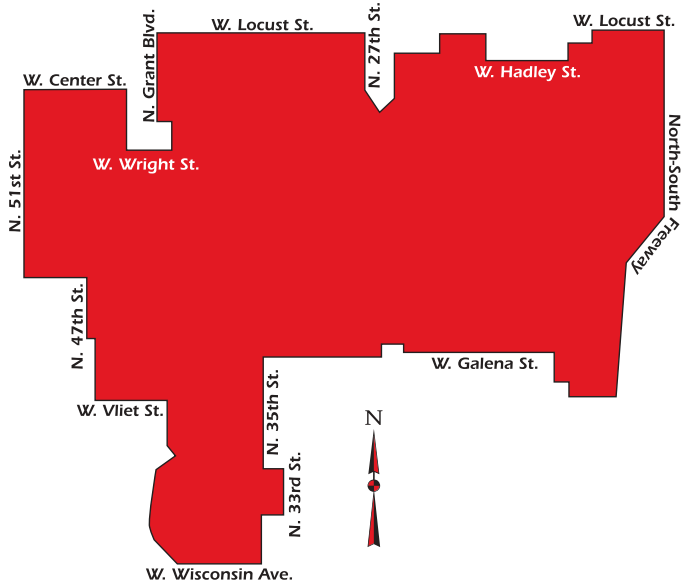 W. Locust St.
W. Locust St.
N. Grant Blvd.
N. 27th St.
W. Center St.
W. Hadley St.
W. Wright St.
N. 51st St.
North-South Freeway
N. 47th St.
W. Galena St.
W. Vliet St.
N. 35th St.
N
N. 33rd St.
W. Wisconsin Ave.